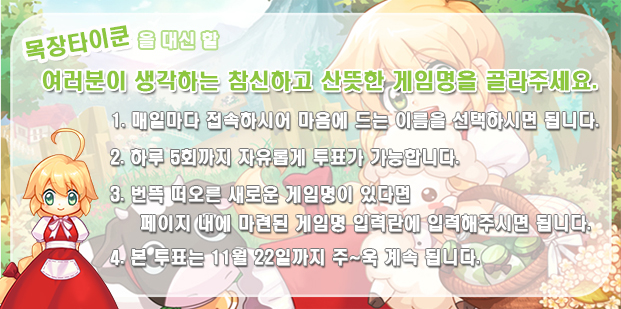 목장타이쿤 을 대신 할
여러분이 생각하는 참신하고 산뜻한 게임명을 골라주세요.
1. 매일마다 접속하시어 마음에 드는 이름을 선택하시면 됩니다.
2. 하루 5회까지 자유롭게 투표가 가능합니다.
3. 번뜩 떠오른 새로운 게임명이 있다면
페이지 내에 마련된 게임명 입력란에 입력해주시면 됩니다.
4. 본 투표는 11월 22일까지 주~욱 계속 됩니다.